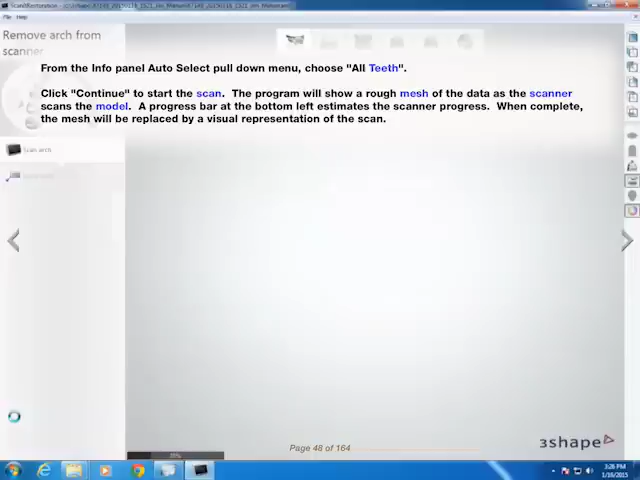 File Help
Remove arch from
scanner
From the Info panel Auto Select pull down menu, choose "All Teeth".
Click "Continue" to start the scan. The program will show a rough mesh of the data as the scanner
scans the model. A progress bar at the bottom left estimates the scanner progress. When complete,
the mesh will be replaced by a visual representation of the scan.
Scan arch
Page 48 of 164
3shape
3:26 PM
1/16/2015